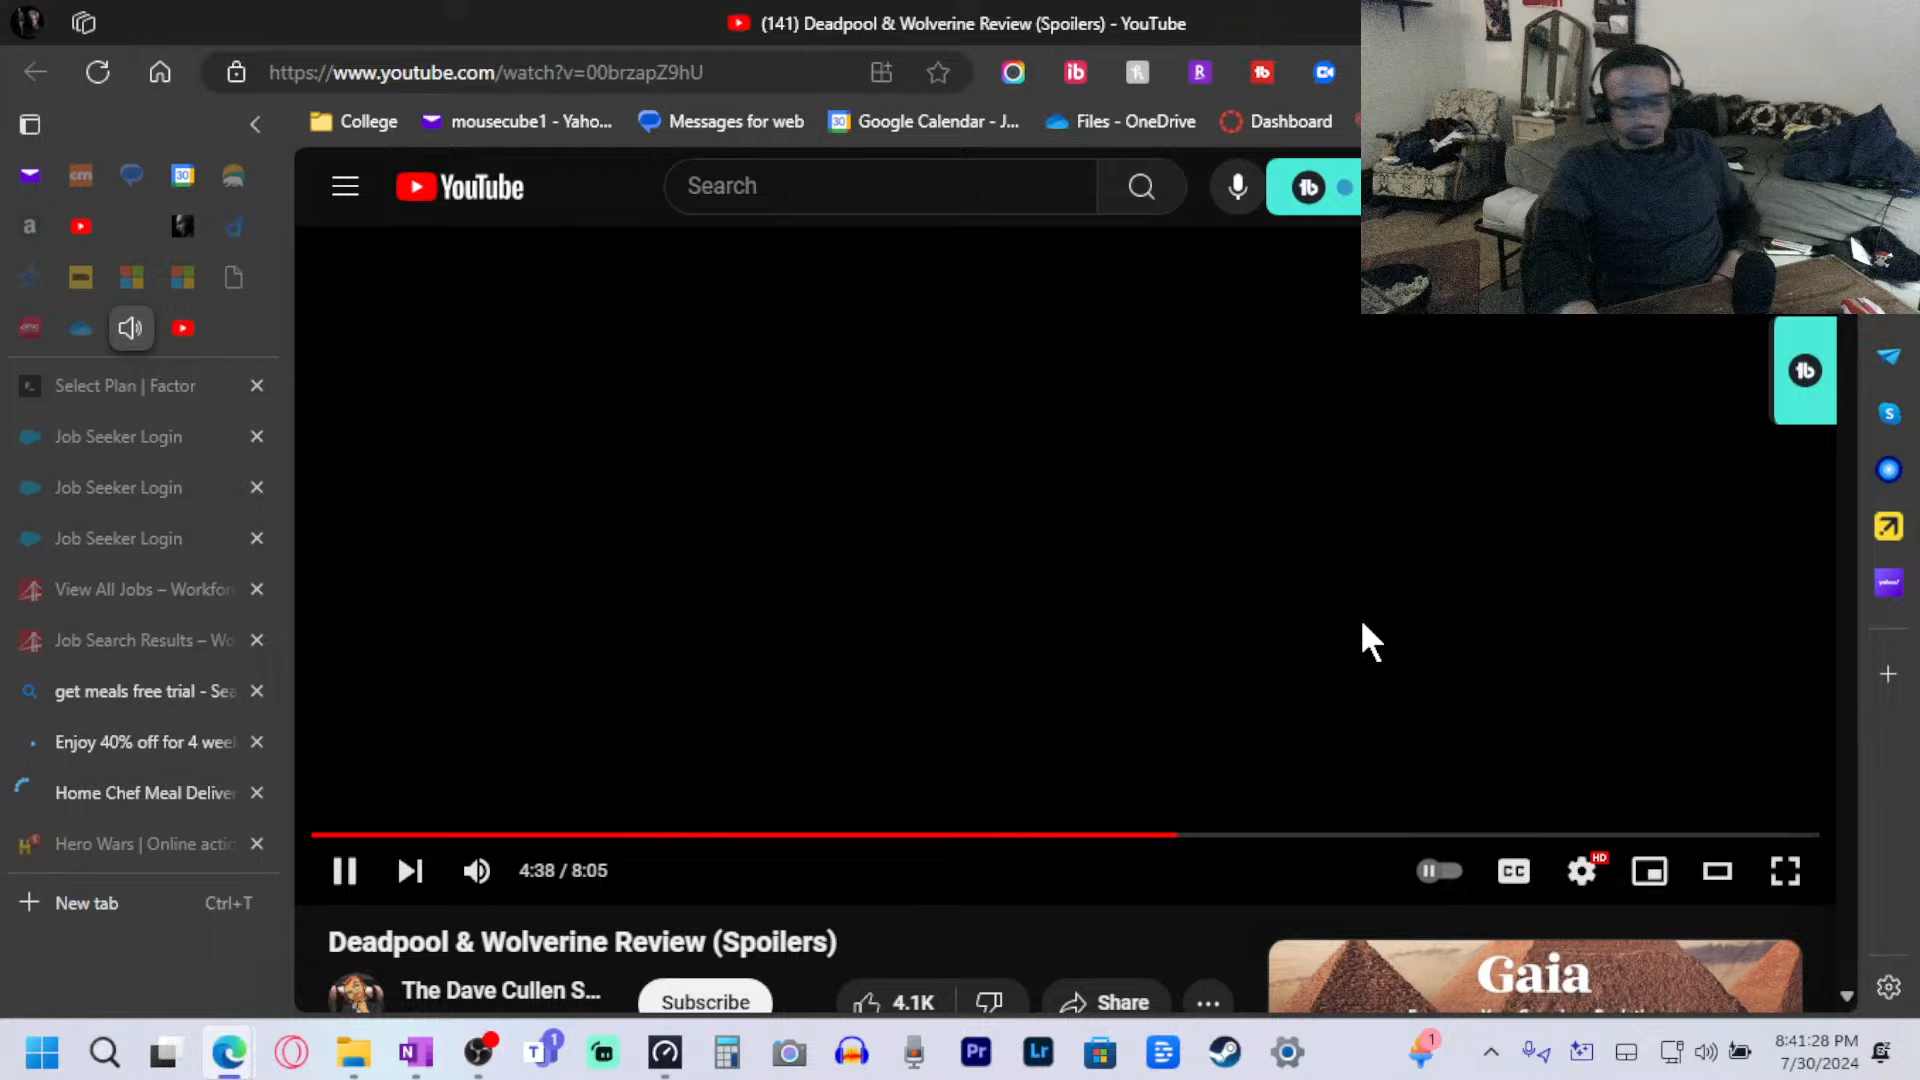 (141) Deadpool & Wolverine Review (Spoilers) - YouTube
https://www.youtube.com/watch?v=00brzapZ9hU
College
mousecube1 - Yaho...
Messages for web
Google Calendar - J...
Files - OneDrive
Dashboard
YouTube
Search
Select Plan | Factor
Job Seeker Login
Job Seeker Login
Job Seeker Login
View All Jobs – Workfor
Job Search Results – Wo
get meals free trial - Sea
Enjoy 40% off for 4 wee
Home Chef Meal Delive
Hero Wars | Online actio
New tab
Ctrl+T
4:38 / 8:05
CC
HD
Deadpool & Wolverine Review (Spoilers)
The Dave Cullen S...
Subscribe
4.1K
Share
Gaia
8:41:28 PM
7/30/2024